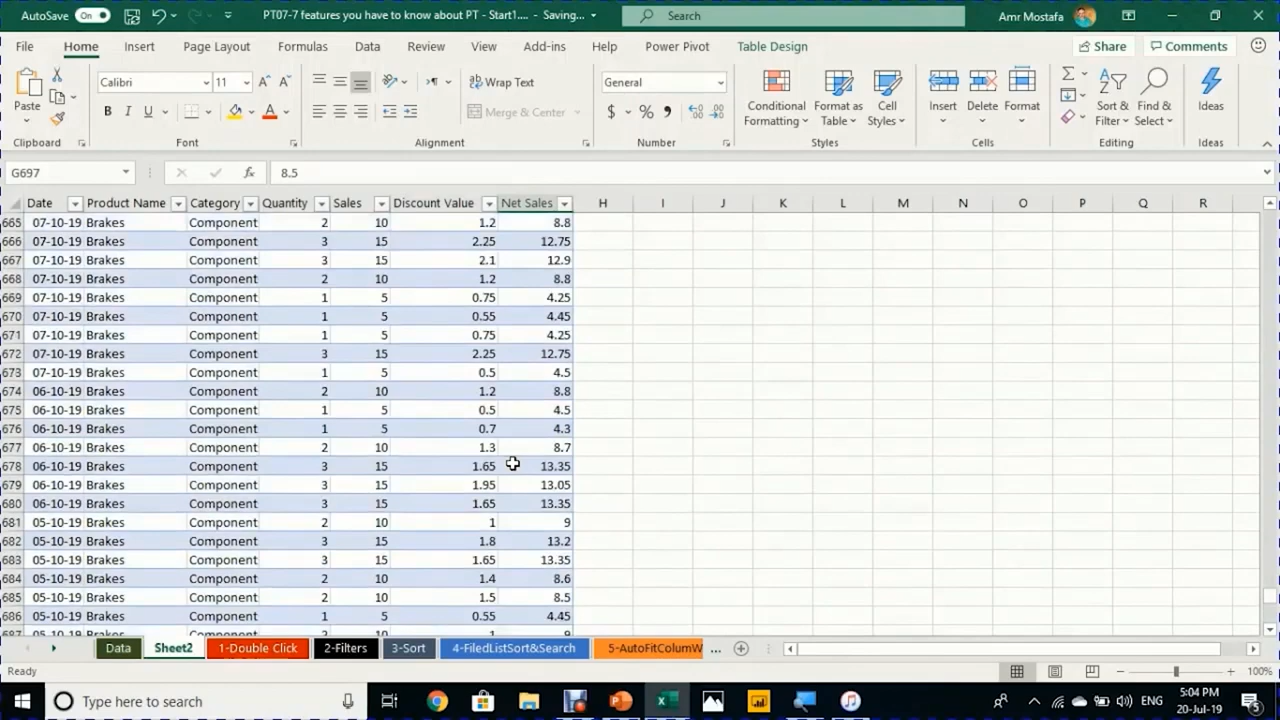 AutoSave On PT07-7 features you have to know about PT - Start1.... - Saving... Search Amr Mostafa
File Home Insert Page Layout Formulas Data Review View Add-ins Help Power Pivot Table Design Share Comments
Paste Calibri 11 Wrap Text General Conditional Formatting Format as Table Cell Styles Insert Delete Format Sort & Filter Find & Select Ideas
B I U Merge & Center $ %
Clipboard Font Alignment Number Styles Cells Editing Ideas
G697 fx 8.5
Date Product Name Category Quantity Sales Discount Value Net Sales H I J K L M N O P Q R
665 07-10-19 Brakes Component 2 10 1.2 8.8
666 07-10-19 Brakes Component 3 15 2.25 12.75
667 07-10-19 Brakes Component 3 15 2.1 12.9
668 07-10-19 Brakes Component 2 10 1.2 8.8
669 07-10-19 Brakes Component 1 5 0.75 4.25
670 07-10-19 Brakes Component 1 5 0.55 4.45
671 07-10-19 Brakes Component 1 5 0.75 4.25
672 07-10-19 Brakes Component 3 15 2.25 12.75
673 07-10-19 Brakes Component 1 5 0.5 4.5
674 06-10-19 Brakes Component 2 10 1.2 8.8
675 06-10-19 Brakes Component 1 5 0.5 4.5
676 06-10-19 Brakes Component 1 5 0.7 4.3
677 06-10-19 Brakes Component 2 10 1.3 8.7
678 06-10-19 Brakes Component 3 15 1.65 13.35
679 06-10-19 Brakes Component 3 15 1.95 13.05
680 06-10-19 Brakes Component 3 15 1.65 13.35
681 05-10-19 Brakes Component 2 10 1 9
682 05-10-19 Brakes Component 3 15 1.8 13.2
683 05-10-19 Brakes Component 3 15 1.65 13.35
684 05-10-19 Brakes Component 2 10 1.4 8.6
685 05-10-19 Brakes Component 2 10 1.5 8.5
686 05-10-19 Brakes Component 1 5 0.55 4.45
687 05-10-19 Brakes Component 2 10 1 9
Data Sheet2 1-Double Click 2-Filters 3-Sort 4-FiledListSort&Search 5-AutoFitColumW ...
Ready 100%
Type here to search ENG 5:04 PM
20-Jul-19